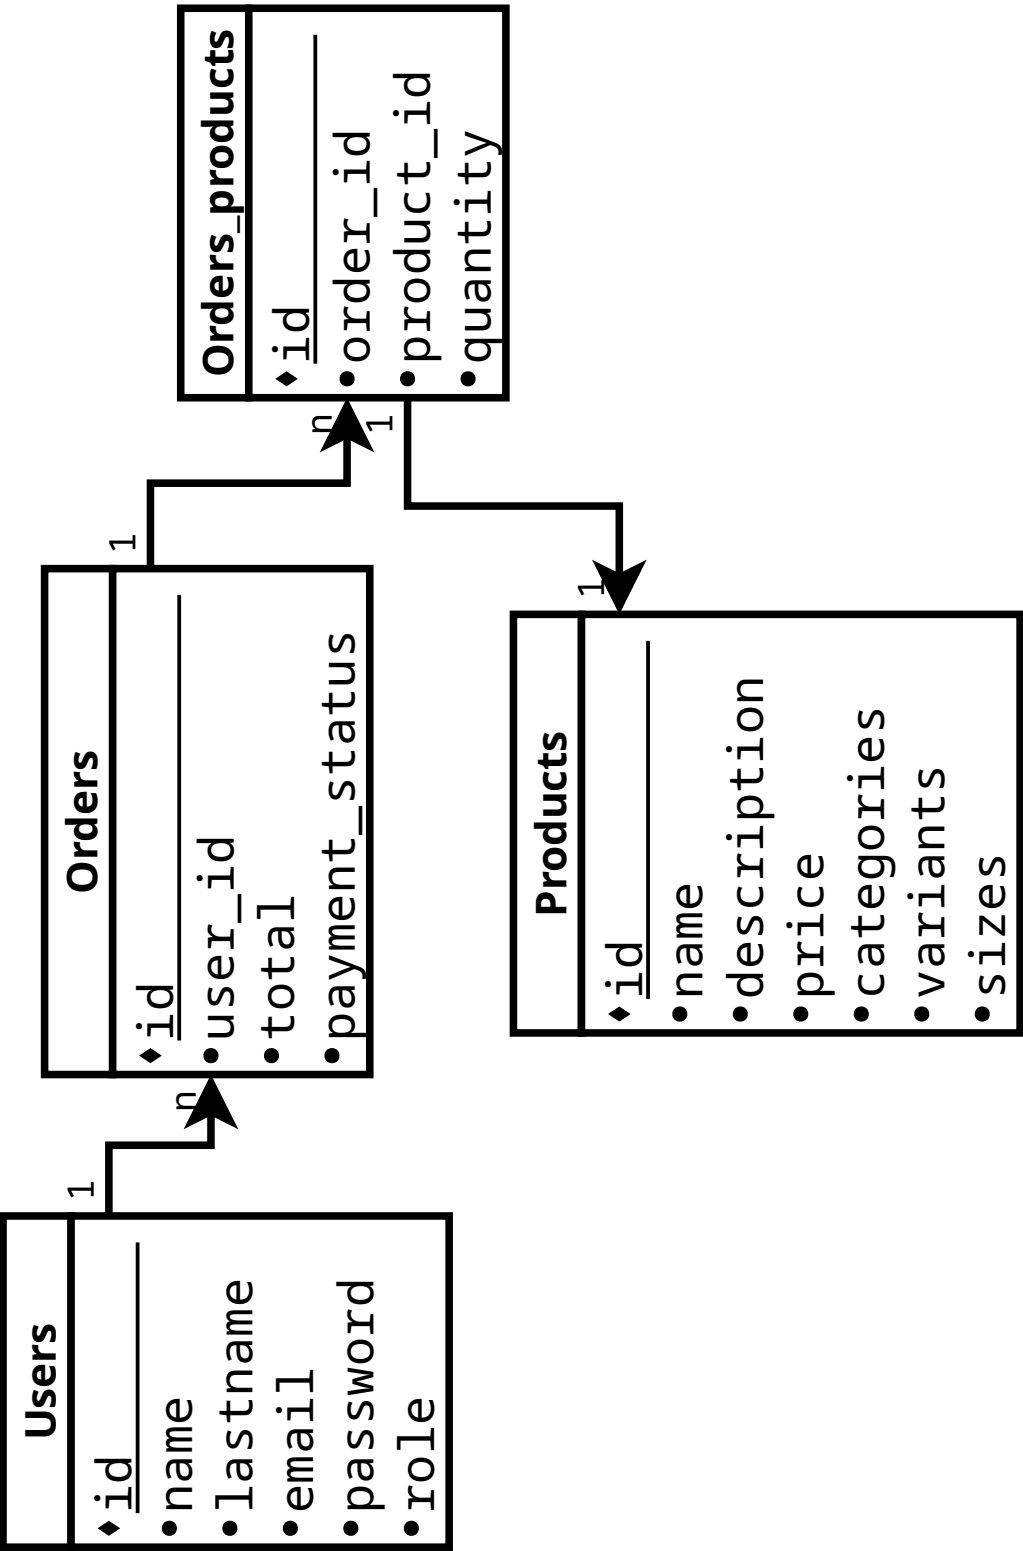 Users
id
name
lastname
email
password
role
1
n
Orders
id
user_id
total
payment_status
1
n
Orders_products
id
order_id
product_id
quantity
1
1
Products
id
name
description
price
categories
variants
sizes